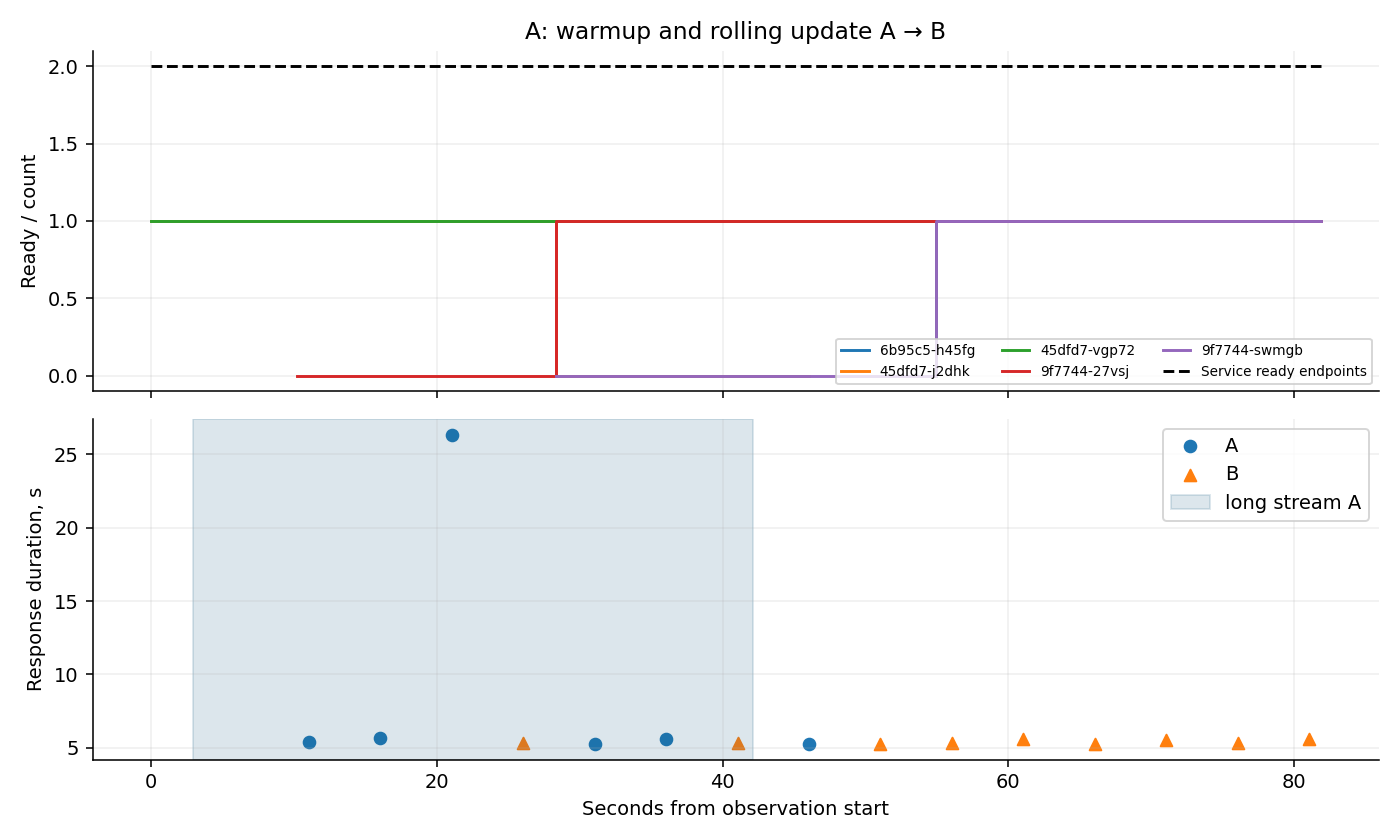 A: warmup and rolling update A → B
Ready / count
2.0
1.5
1.0
0.5
0.0
6b95c5-h45fg
45dfd7-j2dhk
45dfd7-vgp72
9f7744-27vsj
9f7744-swmgb
Service ready endpoints
Response duration, s
25
20
15
10
5
A
B
long stream A
0
20
40
60
80
Seconds from observation start